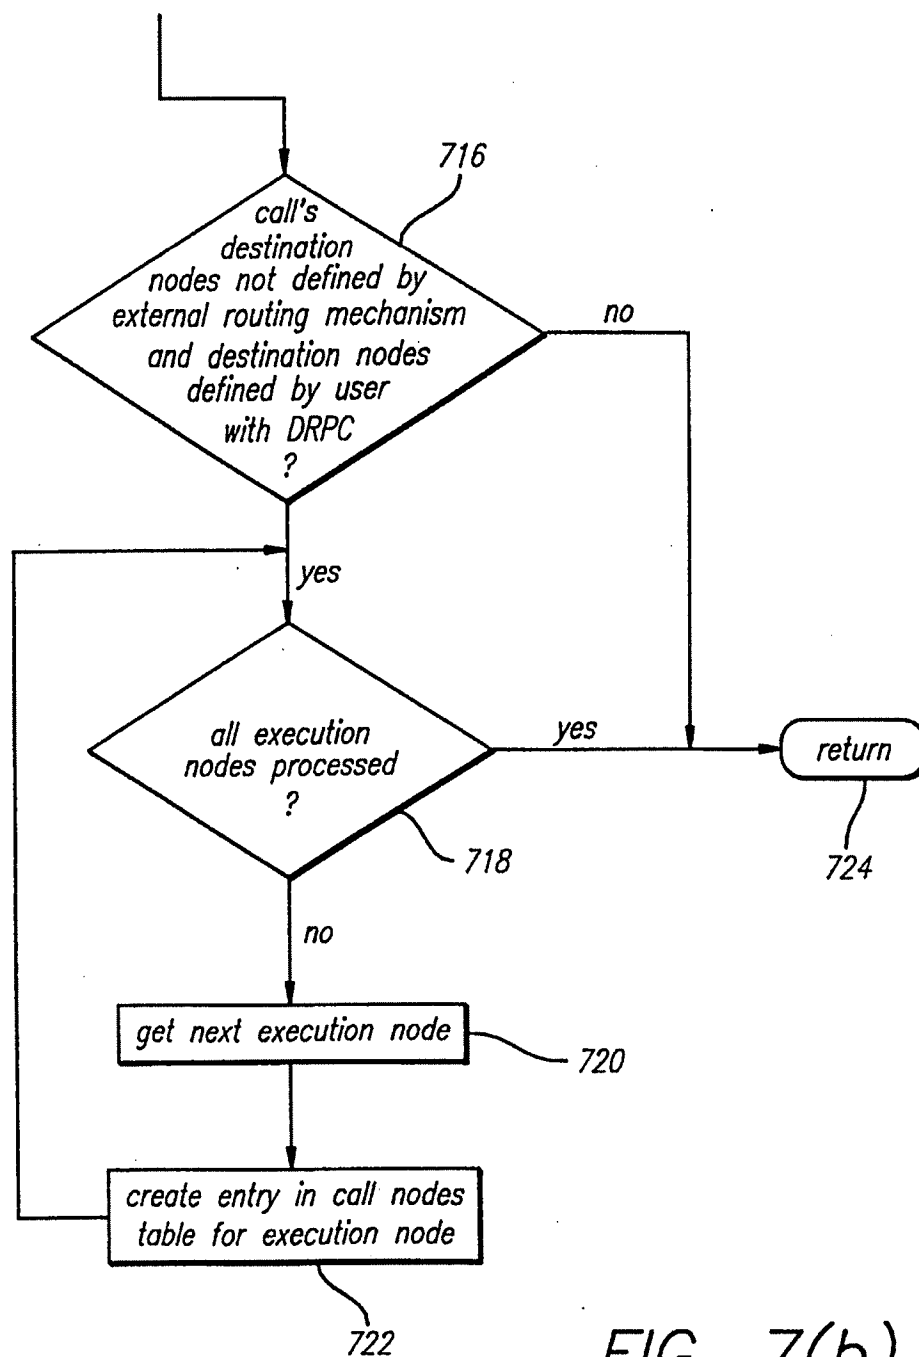 716
call's
destination
nodes not defined by
external routing mechanism
and destination nodes
defined by user
with DRPC
?
no
yes
all execution
nodes processed
?
yes
return
718
724
no
get next execution node
720
create entry in call nodes
table for execution node
722
FIG. 7(b)